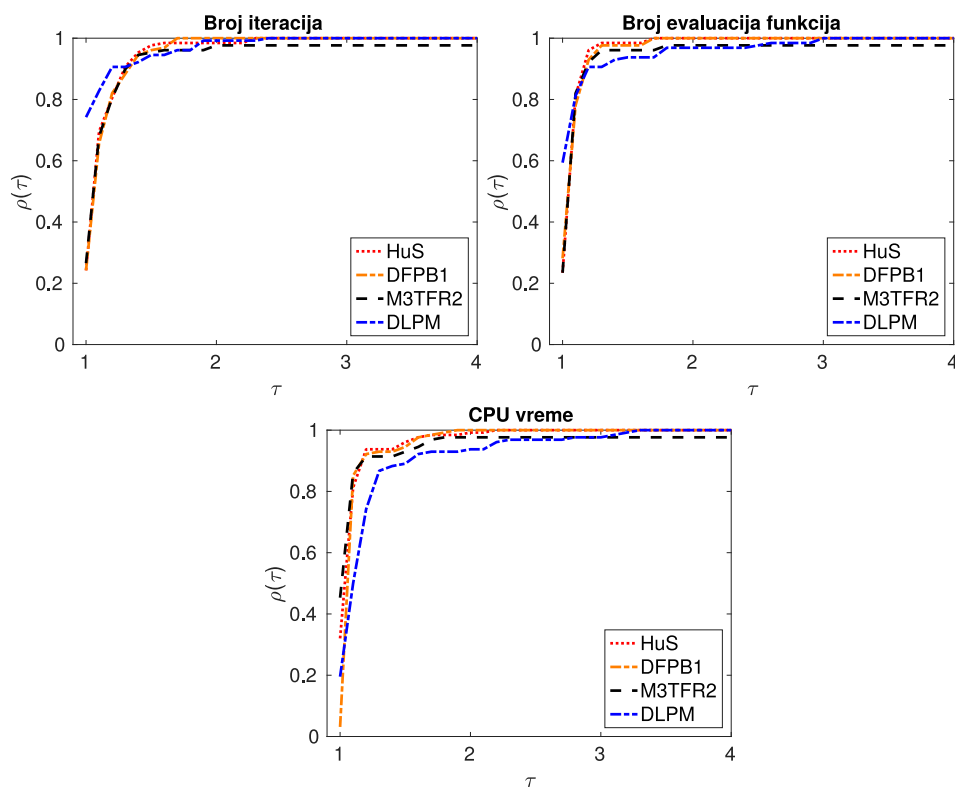 Broj iteracija
1
0.8
0.6
0.4
0.2
0
ρ(τ)
1 2 3 4
τ
HuS
DFPB1
M3TFR2
DLPM
Broj evaluacija funkcija
1
0.8
0.6
0.4
0.2
0
ρ(τ)
1 2 3 4
τ
HuS
DFPB1
M3TFR2
DLPM
CPU vreme
1
0.8
0.6
0.4
0.2
0
ρ(τ)
1 2 3 4
τ
HuS
DFPB1
M3TFR2
DLPM